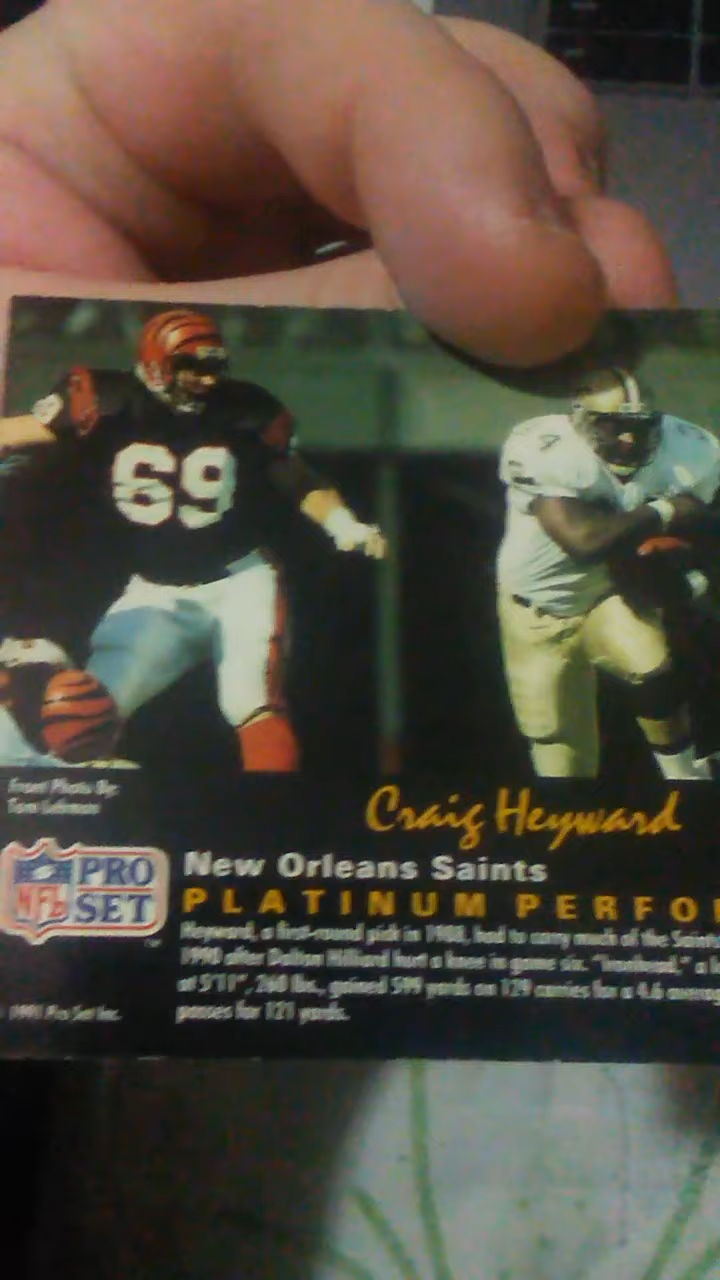 69
4
Front Photo By:
Tom
Craig Heyward
NFL PRO SET
New Orleans Saints
PLATINUM PERFO
Heyward, a first-round pick in 1988, had to carry much of the Saints
1990 after Dalton Hilliard hurt a knee in game six. "Ironhead," a
at 5'11", 260 lbs., gained 599 yards on 129 carries for a 4.6 average
passes for 121 yards.
1991 Pro Set Inc.